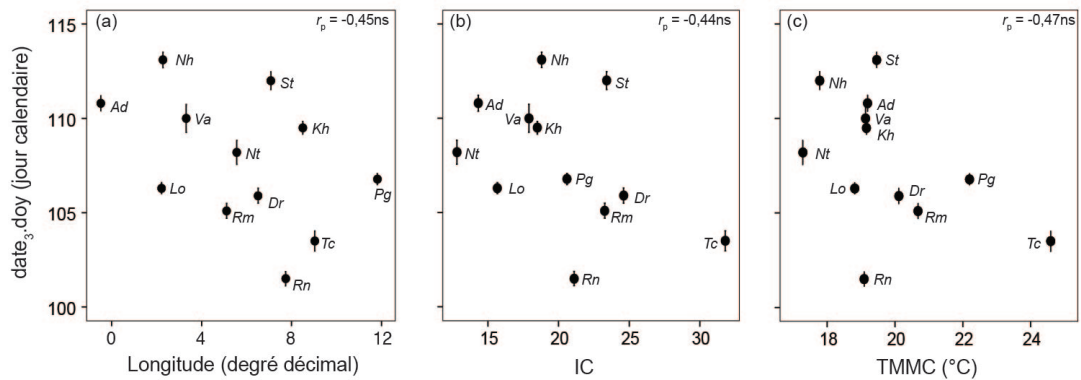 (a) r_p = -0,45ns
(b) r_p = -0,44ns
(c) r_p = -0,47ns
date₃.doy (jour calendaire)
115
110
105
100
Nh
St
Ad
Va
Kh
Nt
Lo
Pg
Dr
Rm
Tc
Rn
0 4 8 12
Longitude (degré décimal)
Nh
St
Ad
Va
Kh
Nt
Pg
Lo
Dr
Rm
Tc
Rn
15 20 25 30
IC
St
Nh
Ad
Va
Kh
Nt
Pg
Lo
Dr
Rm
Tc
Rn
18 20 22 24
TMMC (°C)